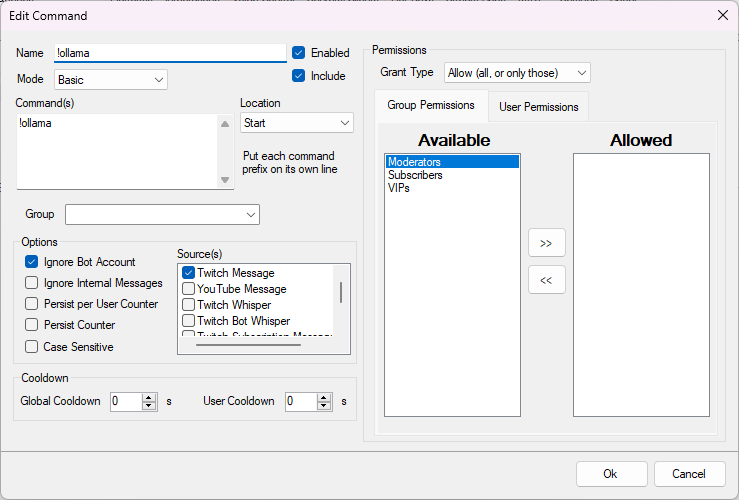 Edit Command
Name !ollama Enabled
Mode Basic Include
Command(s) Location
!ollama Start
Put each command
prefix on its own line
Group
Options
Ignore Bot Account
Ignore Internal Messages
Persist per User Counter
Persist Counter
Case Sensitive
Source(s)
Twitch Message
YouTube Message
Twitch Whisper
Twitch Bot Whisper
Twitch Subscription Message
Cooldown
Global Cooldown 0 s User Cooldown 0 s
Permissions
Grant Type Allow (all, or only those)
Group Permissions User Permissions
Available Allowed
Moderators
Subscribers
VIPs
>>
<<
Ok Cancel